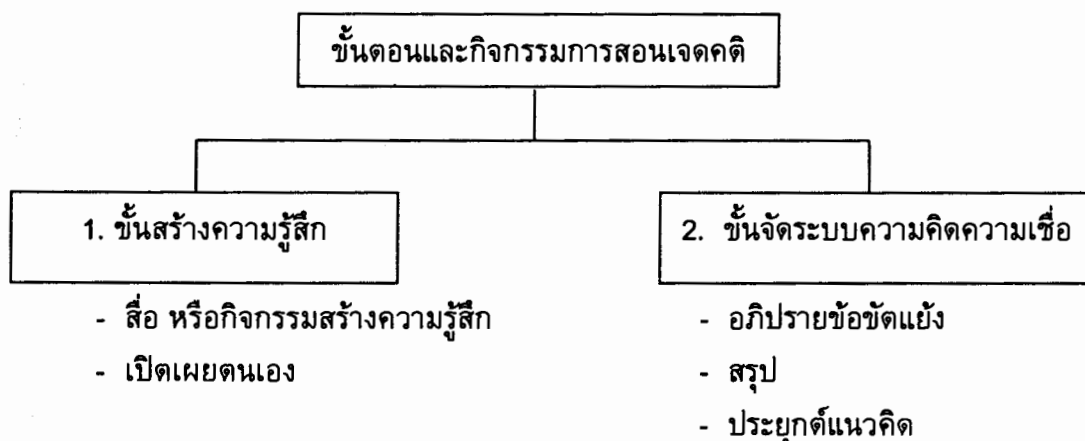 ขั้นตอนและกิจกรรมการสอนเจตคติ
1. ขั้นสร้างความรู้สึก
- สื่อ หรือกิจกรรมสร้างความรู้สึก
- เปิดเผยตนเอง
2. ขั้นจัดระบบความคิดความเชื่อ
- อภิปรายข้อขัดแย้ง
- สรุป
- ประยุกต์แนวคิด